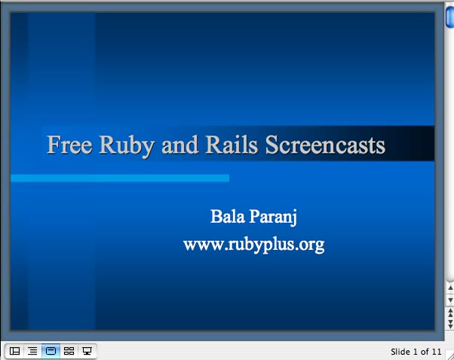 Free Ruby and Rails Screencasts
Bala Paranj
www.rubyplus.org
Slide 1 of 11